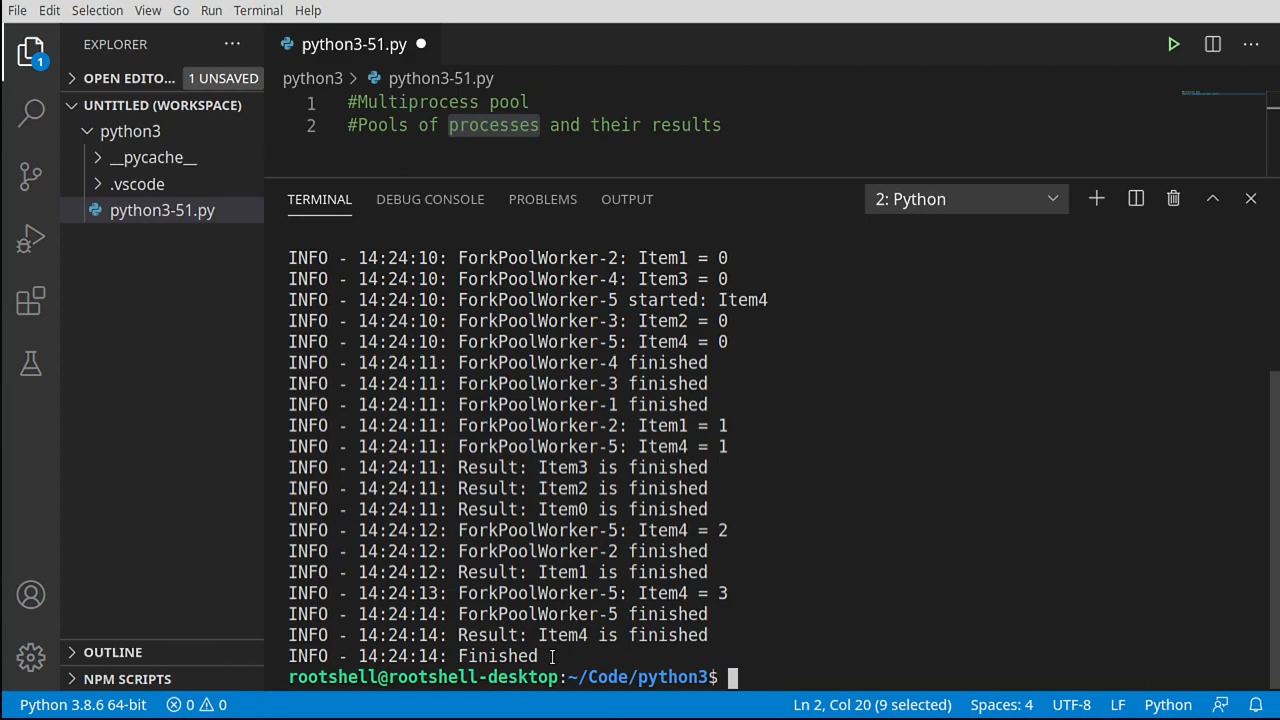 File Edit Selection View Go Run Terminal Help
EXPLORER
python3-51.py
1
OPEN EDITO... 1 UNSAVED
python3 > python3-51.py
UNTITLED (WORKSPACE)
1 #Multiprocess pool
2 #Pools of processes and their results
python3
__pycache__
.vscode
python3-51.py
TERMINAL DEBUG CONSOLE PROBLEMS OUTPUT 2: Python
INFO - 14:24:10: ForkPoolWorker-2: Item1 = 0
INFO - 14:24:10: ForkPoolWorker-4: Item3 = 0
INFO - 14:24:10: ForkPoolWorker-5 started: Item4
INFO - 14:24:10: ForkPoolWorker-3: Item2 = 0
INFO - 14:24:10: ForkPoolWorker-5: Item4 = 0
INFO - 14:24:11: ForkPoolWorker-4 finished
INFO - 14:24:11: ForkPoolWorker-3 finished
INFO - 14:24:11: ForkPoolWorker-1 finished
INFO - 14:24:11: ForkPoolWorker-2: Item1 = 1
INFO - 14:24:11: ForkPoolWorker-5: Item4 = 1
INFO - 14:24:11: Result: Item3 is finished
INFO - 14:24:11: Result: Item2 is finished
INFO - 14:24:11: Result: Item0 is finished
INFO - 14:24:12: ForkPoolWorker-5: Item4 = 2
INFO - 14:24:12: ForkPoolWorker-2 finished
INFO - 14:24:12: Result: Item1 is finished
INFO - 14:24:13: ForkPoolWorker-5: Item4 = 3
INFO - 14:24:14: ForkPoolWorker-5 finished
INFO - 14:24:14: Result: Item4 is finished
INFO - 14:24:14: Finished
rootshell@rootshell-desktop:~/Code/python3$
OUTLINE
NPM SCRIPTS
Python 3.8.6 64-bit 0 0 Ln 2, Col 20 (9 selected) Spaces: 4 UTF-8 LF Python